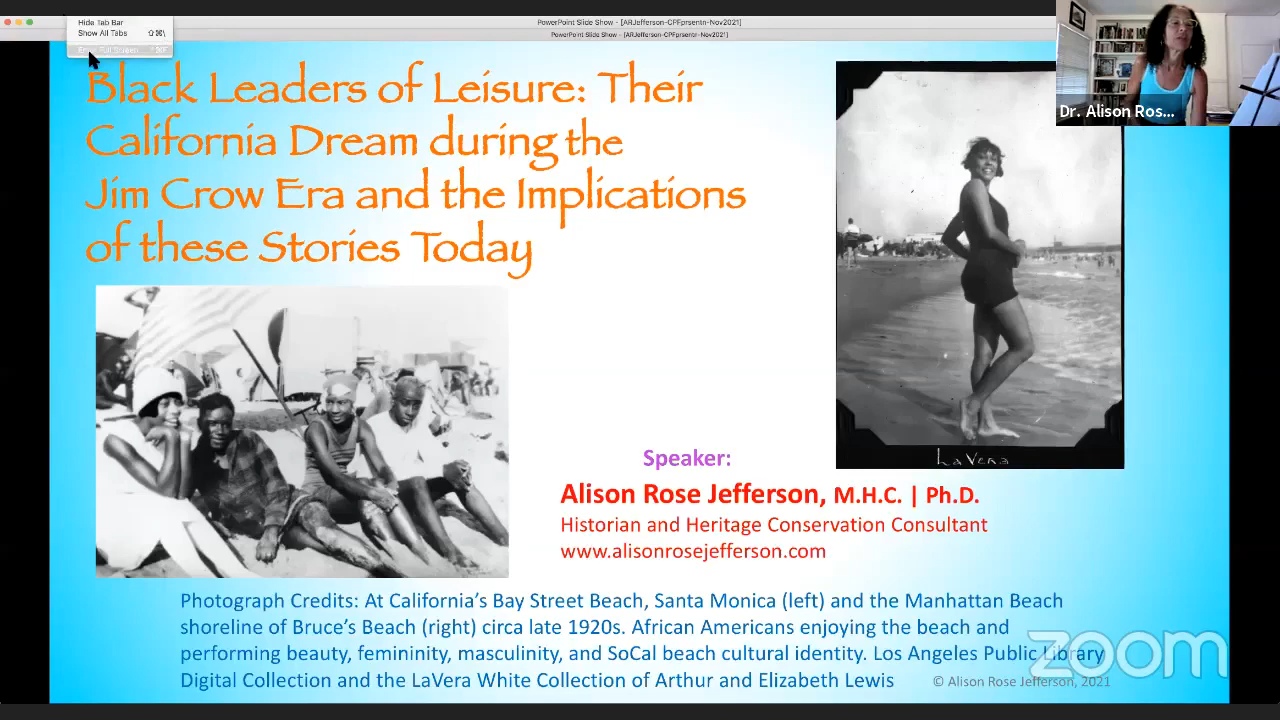 Hide Tab Bar
Show All Tabs ⇧⌘\
Enter Full Screen ^⌘F
PowerPoint Slide Show - [ARJefferson-CPFprsentn-Nov2021]
PowerPoint Slide Show - [ARJefferson-CPFprsentn-Nov2021]
Dr. Alison Ros...
Black Leaders of Leisure: Their
California Dream during the
Jim Crow Era and the Implications
of these Stories Today
LaVera
Speaker:
Alison Rose Jefferson, M.H.C. | Ph.D.
Historian and Heritage Conservation Consultant
www.alisonrosejefferson.com
Photograph Credits: At California's Bay Street Beach, Santa Monica (left) and the Manhattan Beach
shoreline of Bruce's Beach (right) circa late 1920s. African Americans enjoying the beach and
performing beauty, femininity, masculinity, and SoCal beach cultural identity. Los Angeles Public Library
Digital Collection and the LaVera White Collection of Arthur and Elizabeth Lewis
© Alison Rose Jefferson, 2021
zoom